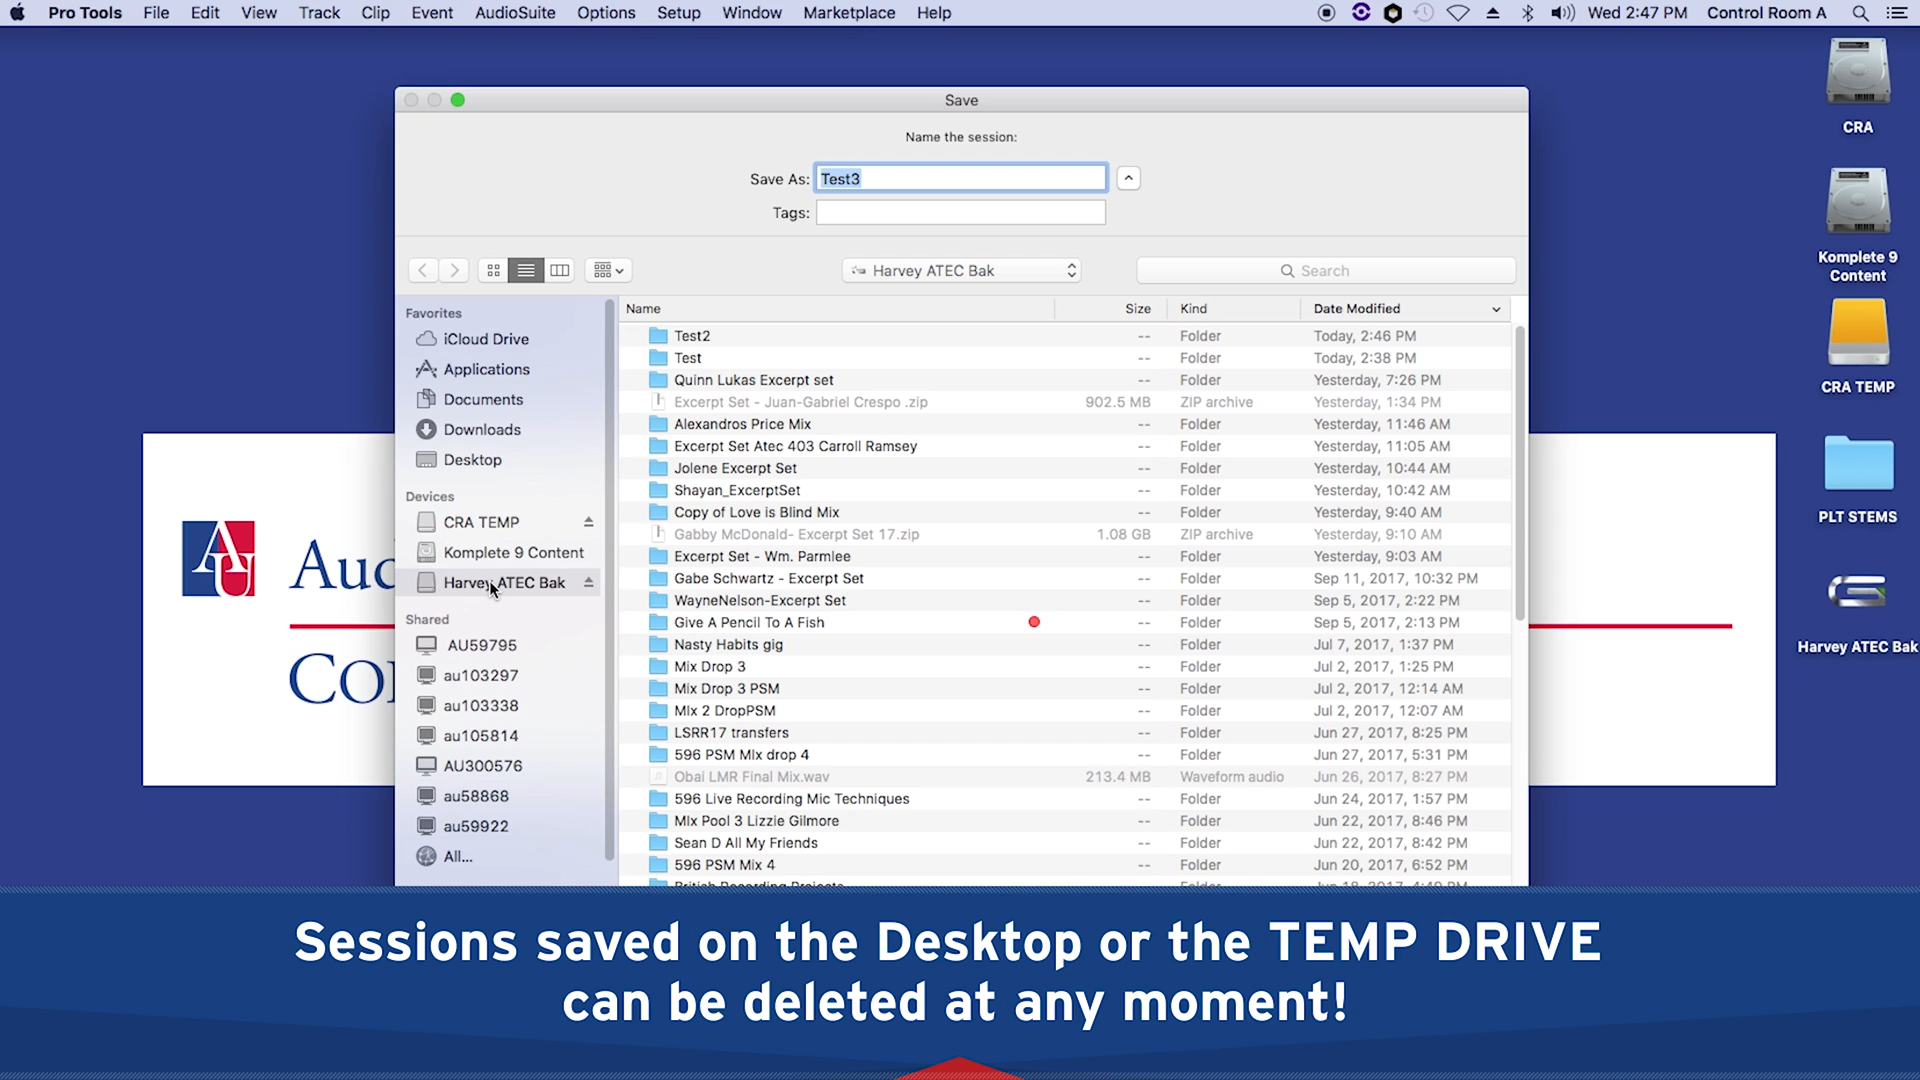 Pro Tools File Edit View Track Clip Event AudioSuite Options Setup Window Marketplace Help Wed 2:47 PM Control Room A
Save
Name the session:
Save As: Test3
Tags:
Harvey ATEC Bak
Search
Favorites
iCloud Drive
Applications
Documents
Downloads
Desktop
Devices
CRA TEMP
Komplete 9 Content
Harvey ATEC Bak
Shared
AU59795
au103297
au103338
au105814
AU300576
au58868
au59922
All...
Name Size Kind Date Modified
Test2 -- Folder Today, 2:46 PM
Test -- Folder Today, 2:38 PM
Quinn Lukas Excerpt set -- Folder Yesterday, 7:26 PM
Excerpt Set - Juan-Gabriel Crespo .zip 902.5 MB ZIP archive Yesterday, 1:34 PM
Alexandros Price Mix -- Folder Yesterday, 11:46 AM
Excerpt Set Atec 403 Carroll Ramsey -- Folder Yesterday, 11:05 AM
Jolene Excerpt Set -- Folder Yesterday, 10:44 AM
Shayan_ExcerptSet -- Folder Yesterday, 10:42 AM
Copy of Love is Blind Mix -- Folder Yesterday, 9:40 AM
Gabby McDonald- Excerpt Set 17.zip 1.08 GB ZIP archive Yesterday, 9:10 AM
Excerpt Set - Wm. Parmlee -- Folder Yesterday, 9:03 AM
Gabe Schwartz - Excerpt Set -- Folder Sep 11, 2017, 10:32 PM
WayneNelson-Excerpt Set -- Folder Sep 5, 2017, 2:22 PM
Give A Pencil To A Fish -- Folder Sep 5, 2017, 2:13 PM
Nasty Habits gig -- Folder Jul 7, 2017, 1:37 PM
Mix Drop 3 -- Folder Jul 2, 2017, 1:25 PM
Mix Drop 3 PSM -- Folder Jul 2, 2017, 12:14 AM
MIx 2 DropPSM -- Folder Jul 2, 2017, 12:07 AM
LSRR17 transfers -- Folder Jun 27, 2017, 8:25 PM
596 PSM MIx drop 4 -- Folder Jun 27, 2017, 5:31 PM
Obai LMR Final Mix.wav 213.4 MB Waveform audio Jun 26, 2017, 8:27 PM
596 Live Recording Mic Techniques -- Folder Jun 24, 2017, 1:57 PM
MIx Pool 3 Lizzie Gilmore -- Folder Jun 22, 2017, 8:46 PM
Sean D All My Friends -- Folder Jun 22, 2017, 8:42 PM
596 PSM Mix 4 -- Folder Jun 20, 2017, 6:52 PM
CRA
Komplete 9
Content
CRA TEMP
PLT STEMS
Harvey ATEC Bak
AU
Auc
Co
Sessions saved on the Desktop or the TEMP DRIVE
can be deleted at any moment!